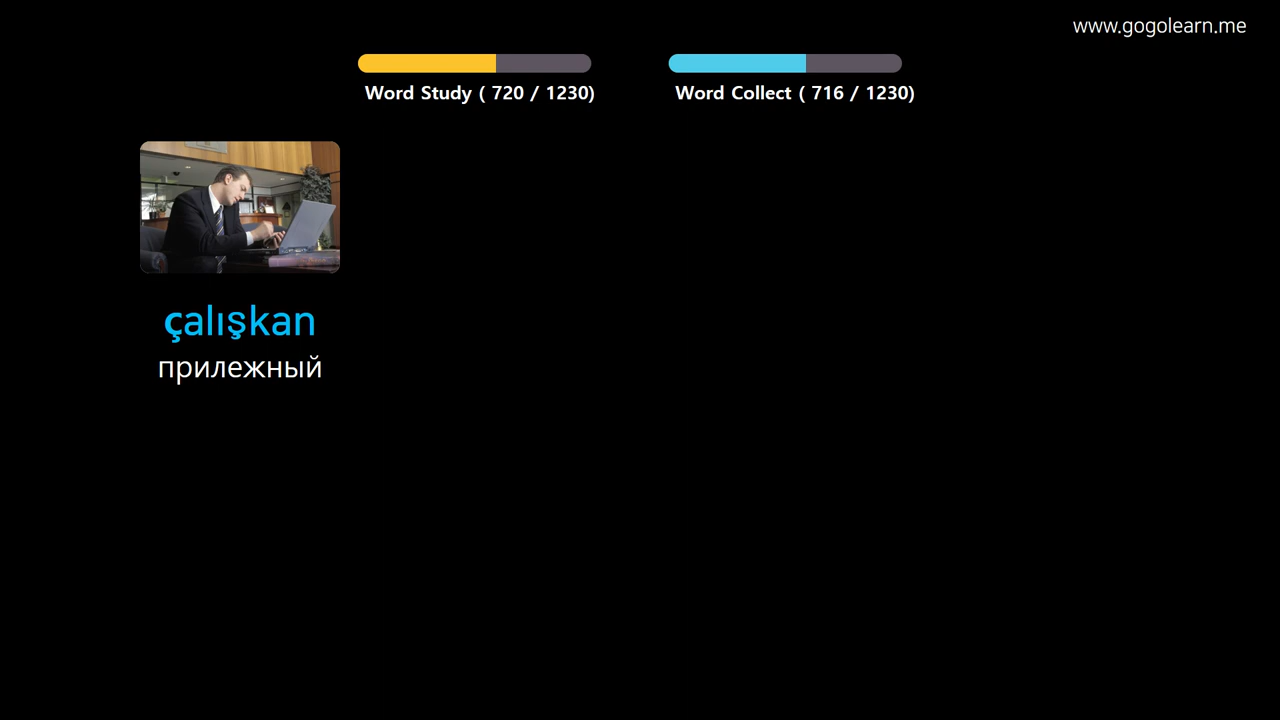 www.gogolearn.me
Word Study ( 720 / 1230)
Word Collect ( 716 / 1230)
çalışkan
прилежный